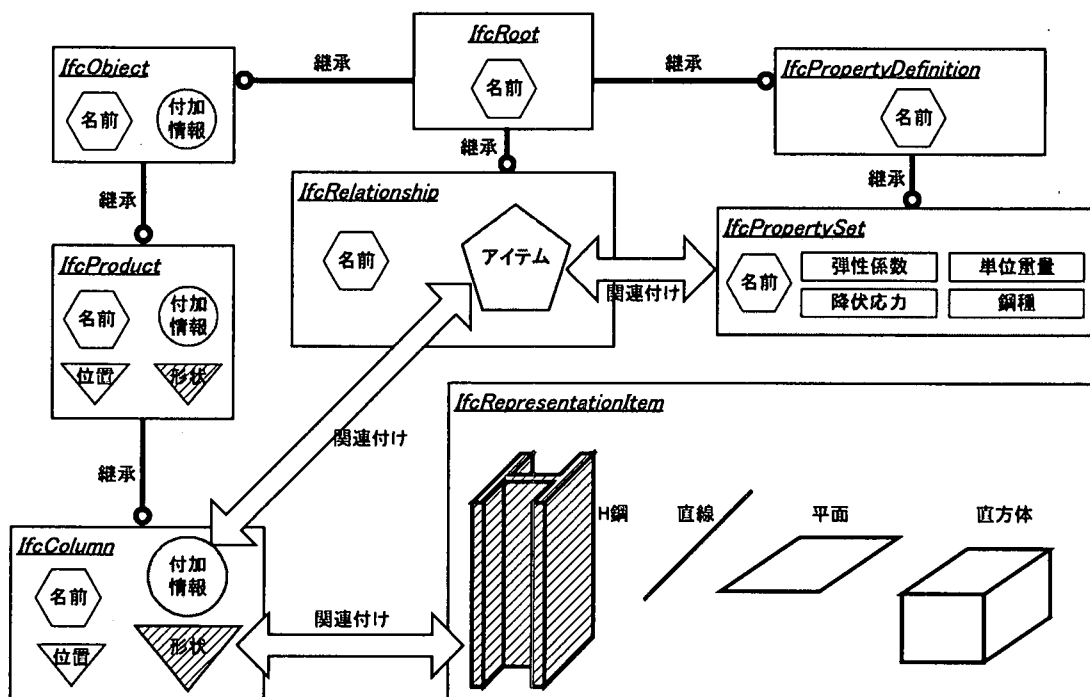 IfcRoot
名前
継承
継承
継承
IfcObject
名前
付加
情報
継承
IfcPropertyDefinition
名前
継承
IfcRelationship
名前
アイテム
関連付け
IfcPropertySet
名前
弾性係数
単位重量
降伏応力
鋼種
IfcProduct
名前
付加
情報
位置
形状
継承
関連付け
IfcColumn
名前
付加
情報
位置
形状
関連付け
IfcRepresentationItem
H鋼
直線
平面
直方体